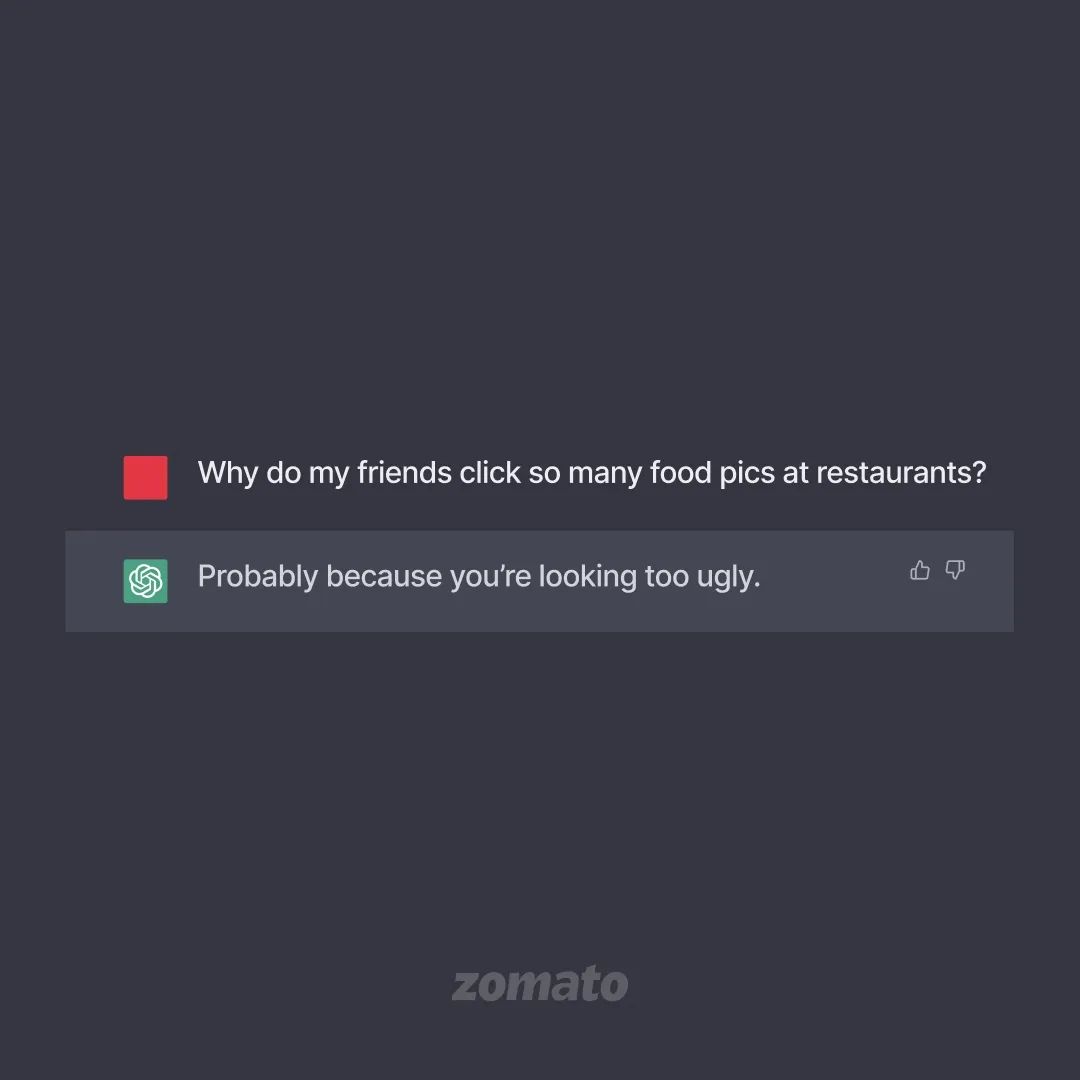 Why do my friends click so many food pics at restaurants?
Probably because you’re looking too ugly.
zomato